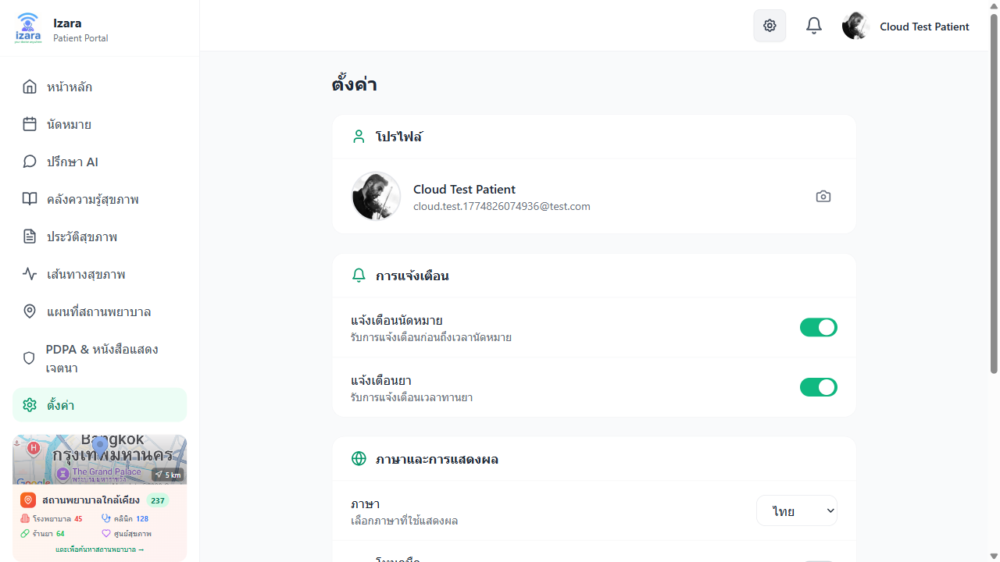 izara
Izara
Patient Portal
Cloud Test Patient
หน้าหลัก
นัดหมาย
ปรึกษา AI
คลังความรู้สุขภาพ
ประวัติสุขภาพ
เส้นทางสุขภาพ
แผนที่สถานพยาบาล
PDPA & หนังสือแสดง
เจตนา
ตั้งค่า
Bangkok
กรุงเทพมหานคร
The Grand Palace
พระบรมมหาราชวัง
Google
5 km
สถานพยาบาลใกล้เคียง 237
โรงพยาบาล 45
คลินิก 128
ร้านยา 64
ศูนย์สุขภาพ
แตะเพื่อค้นหาสถานพยาบาล →
ตั้งค่า
โปรไฟล์
Cloud Test Patient
cloud.test.1774826074936@test.com
การแจ้งเตือน
แจ้งเตือนนัดหมาย
รับการแจ้งเตือนก่อนถึงเวลานัดหมาย
แจ้งเตือนยา
รับการแจ้งเตือนเวลาทานยา
ภาษาและการแสดงผล
ภาษา
เลือกภาษาที่ใช้แสดงผล
ไทย